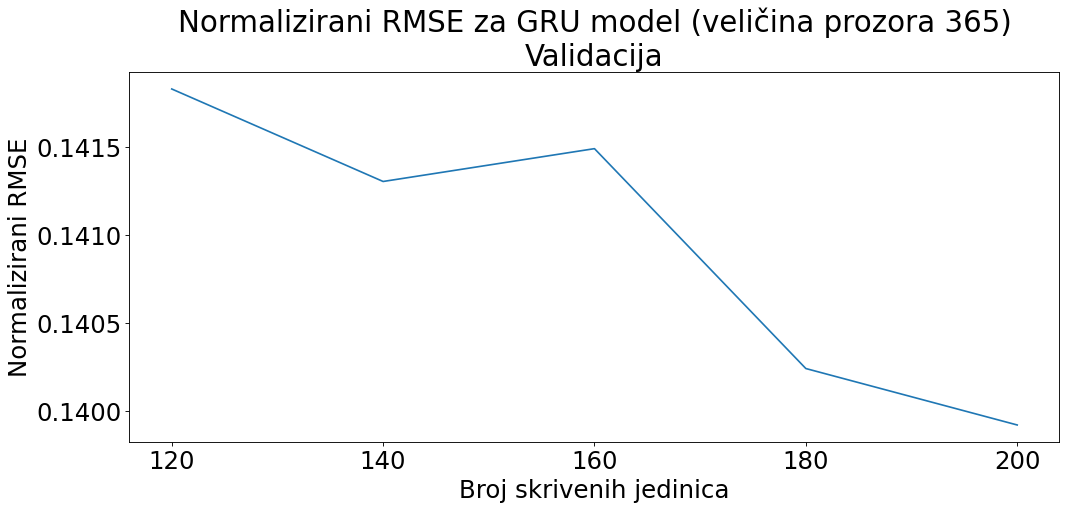 Normalizirani RMSE za GRU model (veličina prozora 365)
Validacija
Normalizirani RMSE
0.1415
0.1410
0.1405
0.1400
120 140 160 180 200
Broj skrivenih jedinica